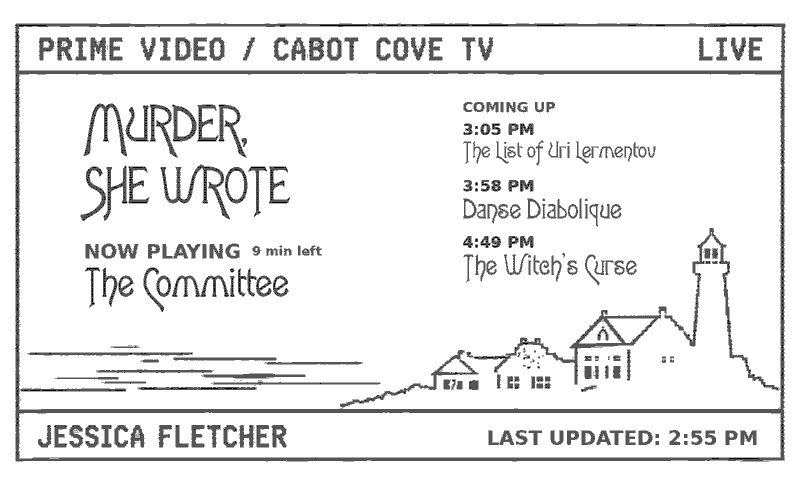 PRIME VIDEO / CABOT COVE TV
LIVE
MURDER,
SHE WROTE
NOW PLAYING 9 min left
The Committee
COMING UP
3:05 PM
The List of Uri Lermentov
3:58 PM
Danse Diabolique
4:49 PM
The Witch's Curse
JESSICA FLETCHER
LAST UPDATED: 2:55 PM